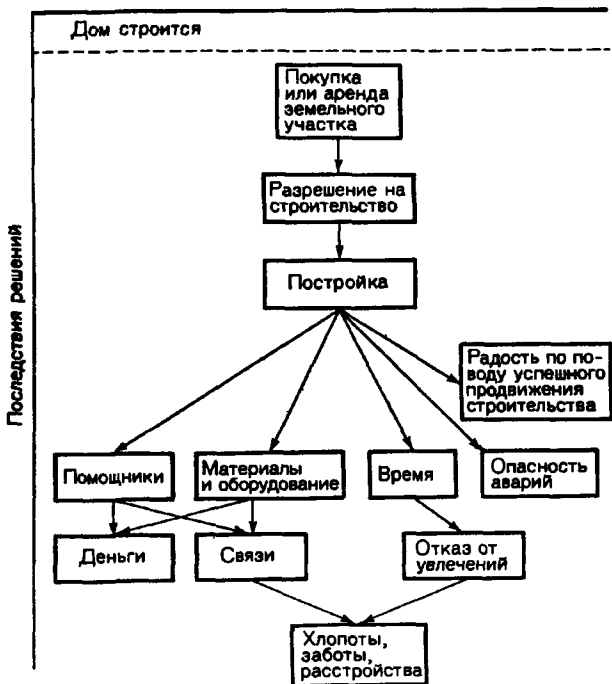 Дом строится
Покупка
или аренда
земельного
участка
Разрешение на
строительство
Постройка
Последствия решений
Радость по по-
воду успешного
продвижения
строительства
Помощники
Материалы
и оборудование
Время
Опасность
аварий
Деньги
Связи
Отказ от
увлечений
Хлопоты,
заботы,
расстройства